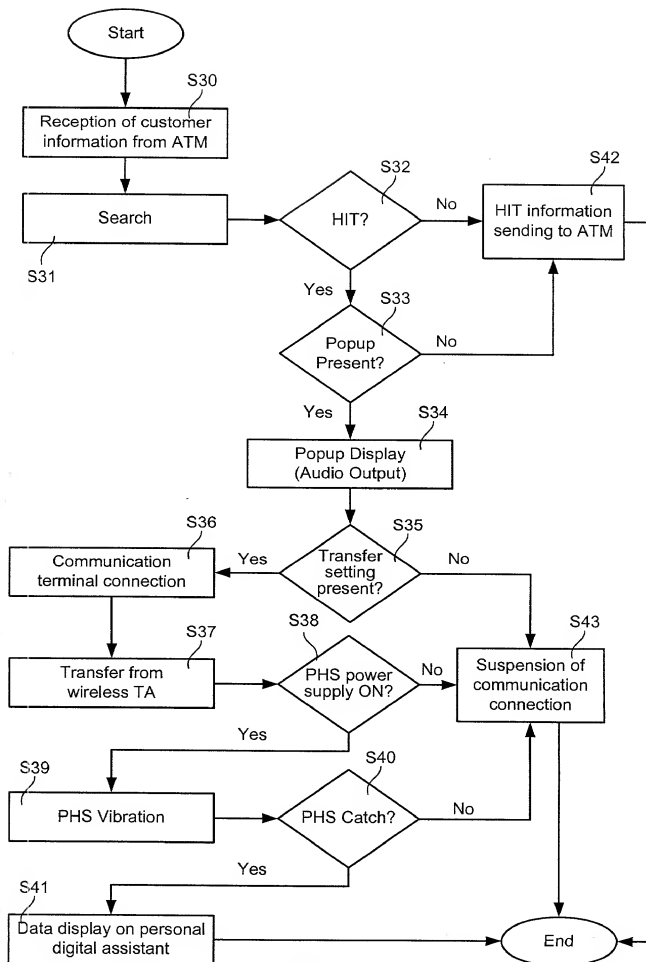 Start
S30
Reception of customer
information from ATM
S32
S42
Search
HIT?
No
HIT information
sending to ATM
S31
Yes
S33
Popup
Present?
No
Yes
S34
Popup Display
(Audio Output)
S36
S35
Communication
terminal connection
Yes
Transfer
setting
present?
No
S37
S38
S43
Transfer from
wireless TA
PHS power
supply ON?
No
Suspension of
communication
connection
Yes
S39
S40
PHS Vibration
PHS Catch?
No
Yes
S41
Data display on personal
digital assistant
End